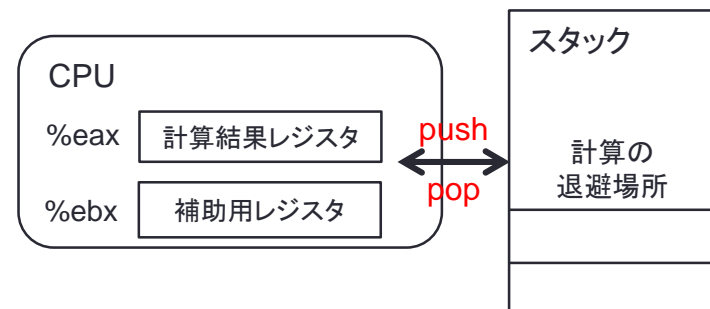 CPU
%eax
計算結果レジスタ
%ebx
補助用レジスタ
push
pop
スタック
計算の
退避場所